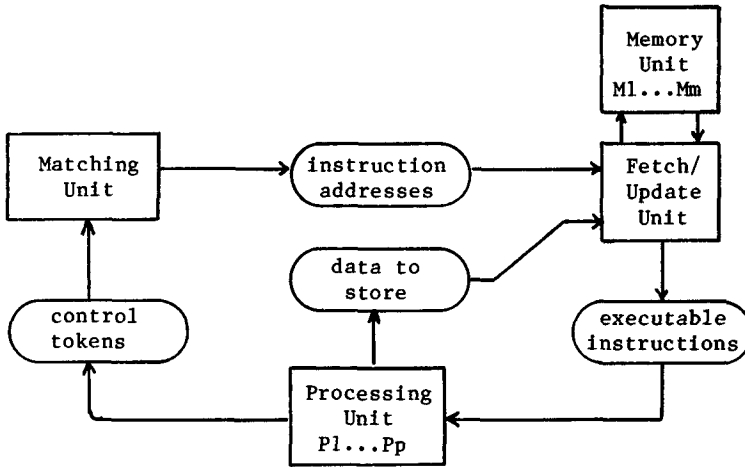 Memory
Unit
M1...Mm
Matching
Unit
instruction
addresses
Fetch/
Update
Unit
data to
store
control
tokens
executable
instructions
Processing
Unit
P1...Pp